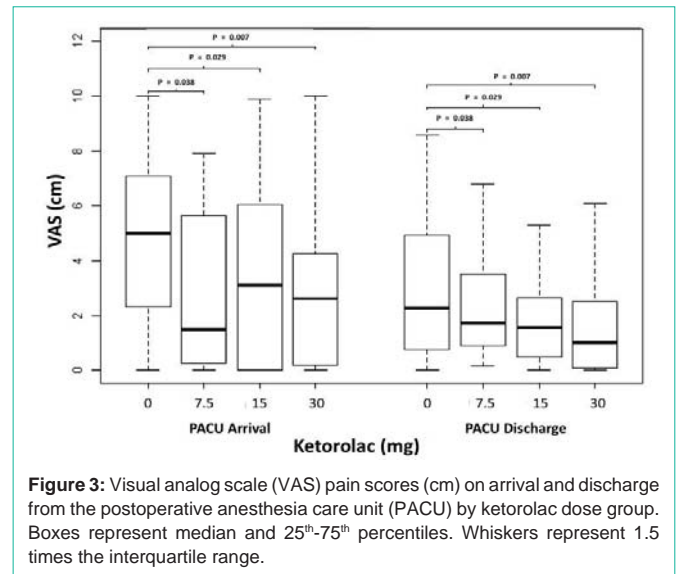 P = 0.007
P = 0.029
P = 0.038
P = 0.007
P = 0.029
P = 0.038
VAS (cm)
12
10
8
6
4
2
0
0 7.5 15 30 0 7.5 15 30
PACU Arrival PACU Discharge
Ketorolac (mg)
Figure 3: Visual analog scale (VAS) pain scores (cm) on arrival and discharge
from the postoperative anesthesia care unit (PACU) by ketorolac dose group.
Boxes represent median and 25th-75th percentiles. Whiskers represent 1.5
times the interquartile range.